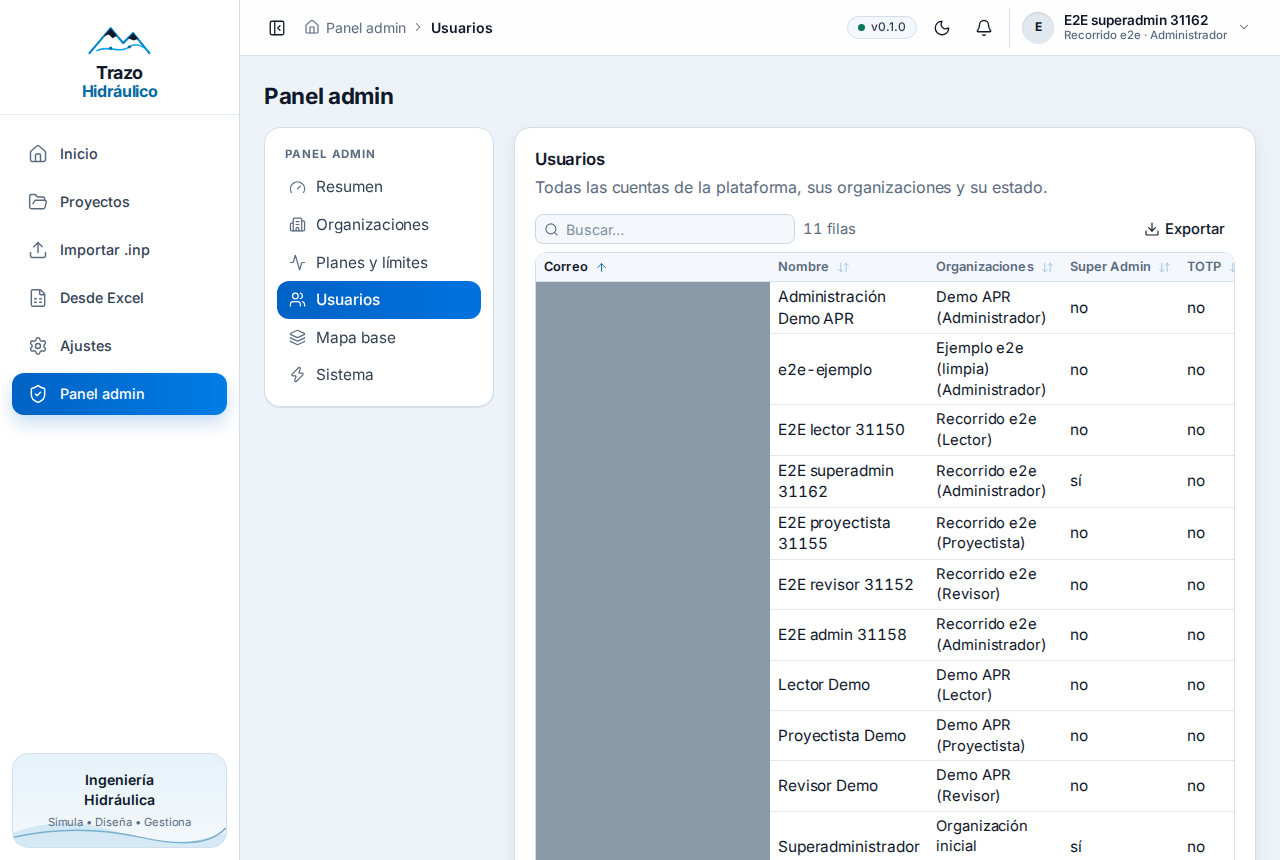 Trazo
Hidráulico
Inicio
Proyectos
Importar .inp
Desde Excel
Ajustes
Panel admin
Ingeniería
Hidráulica
Simula • Diseña • Gestiona
Panel admin > Usuarios
v0.1.0
E
E2E superadmin 31162
Recorrido e2e · Administrador
Panel admin
PANEL ADMIN
Resumen
Organizaciones
Planes y límites
Usuarios
Mapa base
Sistema
Usuarios
Todas las cuentas de la plataforma, sus organizaciones y su estado.
Buscar...
11 filas
Exportar
Correo Nombre Organizaciones Super Admin TOTP
Administración
Demo APR
Demo APR
(Administrador)
no
no
e2e-ejemplo
Ejemplo e2e
(limpia)
(Administrador)
no
no
E2E lector 31150
Recorrido e2e
(Lector)
no
no
E2E superadmin
31162
Recorrido e2e
(Administrador)
sí
no
E2E proyectista
31155
Recorrido e2e
(Proyectista)
no
no
E2E revisor 31152
Recorrido e2e
(Revisor)
no
no
E2E admin 31158
Recorrido e2e
(Administrador)
no
no
Lector Demo
Demo APR
(Lector)
no
no
Proyectista Demo
Demo APR
(Proyectista)
no
no
Revisor Demo
Demo APR
(Revisor)
no
no
Superadministrador
Organización
inicial
sí
no